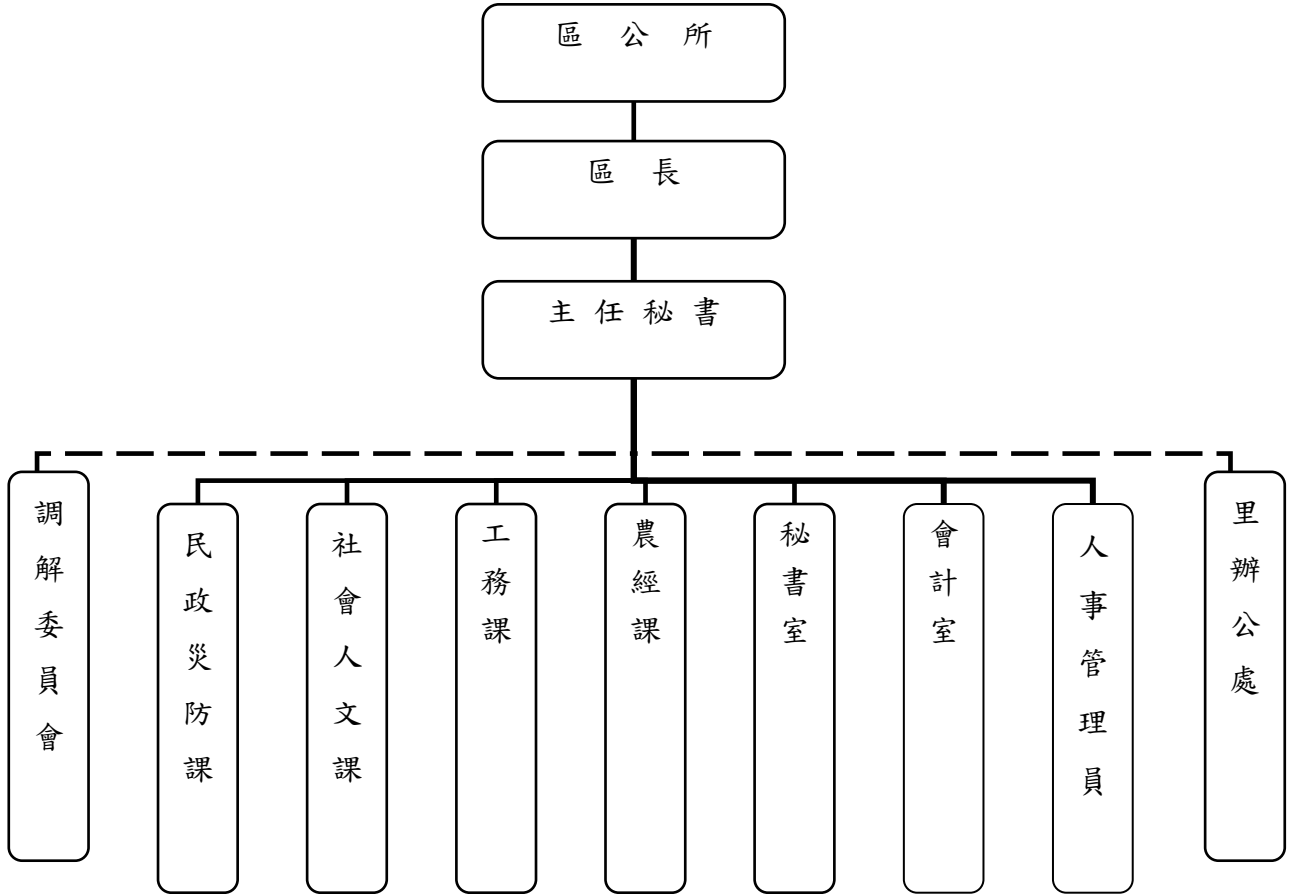 區公所
區長
主任秘書
調解委員會
民政災防課
社會人文課
工務課
農經課
秘書室
會計室
人事管理員
里辦公處